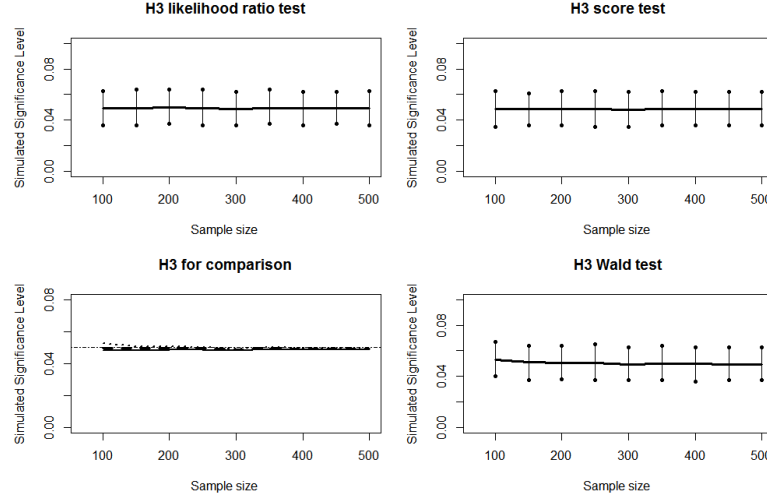 H3 likelihood ratio test
Simulated Significance Level
0.00 0.04 0.08
100 200 300 400 500
Sample size
H3 score test
Simulated Significance Level
0.00 0.04 0.08
100 200 300 400 500
Sample size
H3 for comparison
Simulated Significance Level
0.00 0.04 0.08
100 200 300 400 500
Sample size
H3 Wald test
Simulated Significance Level
0.00 0.04 0.08
100 200 300 400 500
Sample size